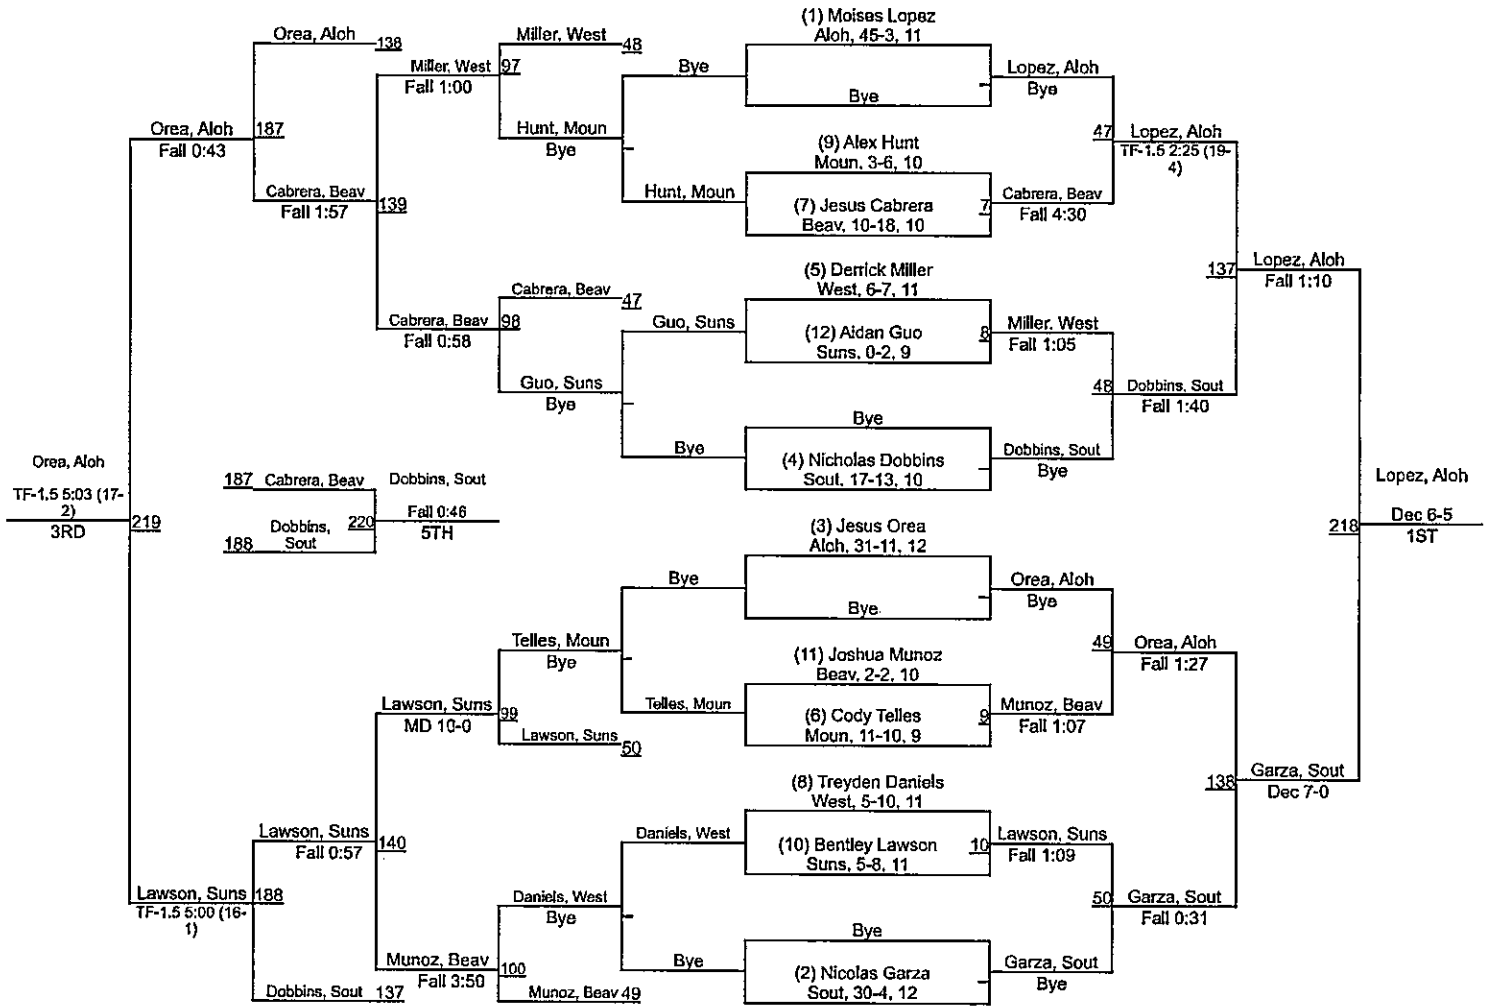 (1) Moises Lopez
Aloh, 45-3, 11
Orea, Aloh
138
Miller, West
48
Miller, West
97
Fall 1:00
Bye
Bye
Lopez, Aloh
Bye
Orea, Aloh
187
Fall 0:43
Hunt, Moun
Bye
47
Lopez, Aloh
TF-1.5 2:25 (19-
4)
(9) Alex Hunt
Moun, 3-6, 10
Cabrera, Beav
Fall 1:57
139
Hunt, Moun
(7) Jesus Cabrera
Beav, 10-18, 10
7
Cabrera, Beav
Fall 4:30
(5) Derrick Miller
West, 6-7, 11
137
Lopez, Aloh
Fall 1:10
Cabrera, Beav
47
Cabrera, Beav
98
Fall 0:58
Guo, Suns
(12) Aidan Guo
Suns, 0-2, 9
8
Miller, West
Fall 1:05
Guo, Suns
Bye
48
Dobbins, Sout
Fall 1:40
Bye
Bye
(4) Nicholas Dobbins
Sout, 17-13, 10
Dobbins, Sout
Bye
Orea, Aloh
TF-1.5 5:03 (17-
2)
219
3RD
187
Cabrera, Beav
Dobbins, Sout
Dobbins,
Sout
188
220
Fall 0:46
5TH
Lopez, Aloh
218
Dec 6-5
1ST
(3) Jesus Orea
Aloh, 31-11, 12
Bye
Bye
Orea, Aloh
Bye
Telles, Moun
Bye
49
Orea, Aloh
Fall 1:27
(11) Joshua Munoz
Beav, 2-2, 10
Lawson, Suns
99
MD 10-0
Telles, Moun
(6) Cody Telles
Moun, 11-10, 9
9
Munoz, Beav
Fall 1:07
Lawson, Suns
50
138
Garza, Sout
Dec 7-0
(8) Treyden Daniels
West, 5-10, 11
Lawson, Suns
Fall 0:57
140
Daniels, West
(10) Bentley Lawson
Suns, 5-8, 11
10
Lawson, Suns
Fall 1:09
Lawson, Suns
188
TF-1.5 5:00 (16-
1)
Daniels, West
Bye
50
Garza, Sout
Fall 0:31
Bye
Munoz, Beav
100
Fall 3:50
Bye
(2) Nicolas Garza
Sout, 30-4, 12
Garza, Sout
Bye
Dobbins, Sout
137
Munoz, Beav
49